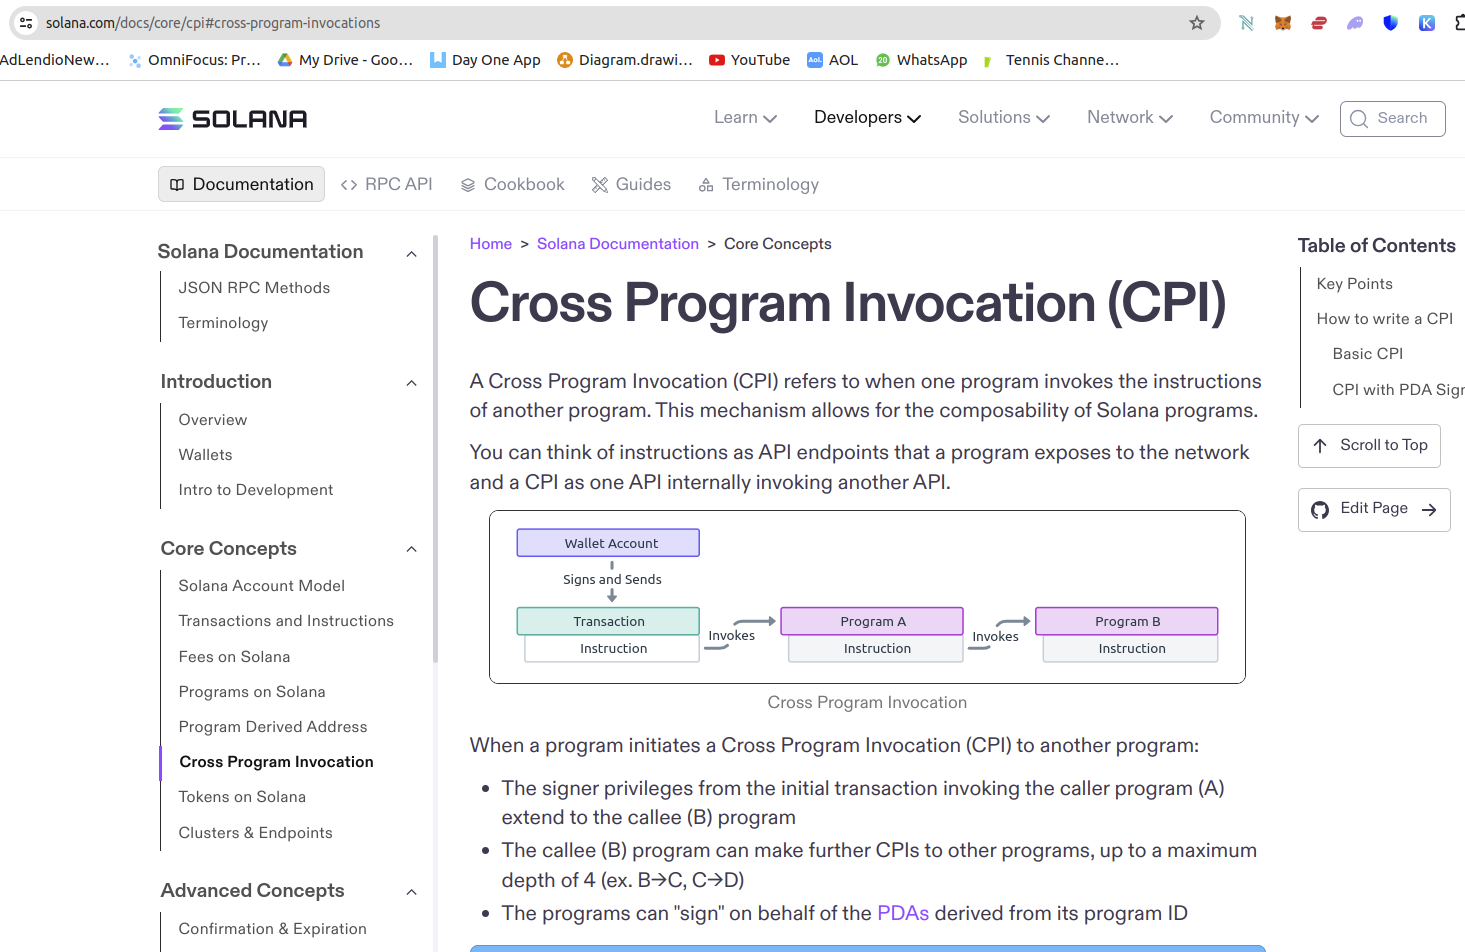 solana.com/docs/core/cpi#cross-program-invocations
AdLendioNew... OmniFocus: Pr... My Drive - Goo... Day One App Diagram.drawi... YouTube Aol. AOL 20 WhatsApp Tennis Channe...
SOLANA Learn Developers Solutions Network Community Search
Documentation RPC API Cookbook Guides Terminology
Solana Documentation
JSON RPC Methods
Terminology
Introduction
Overview
Wallets
Intro to Development
Core Concepts
Solana Account Model
Transactions and Instructions
Fees on Solana
Programs on Solana
Program Derived Address
Cross Program Invocation
Tokens on Solana
Clusters & Endpoints
Advanced Concepts
Confirmation & Expiration
Home > Solana Documentation > Core Concepts
Cross Program Invocation (CPI)
A Cross Program Invocation (CPI) refers to when one program invokes the instructions
of another program. This mechanism allows for the composability of Solana programs.
You can think of instructions as API endpoints that a program exposes to the network
and a CPI as one API internally invoking another API.
Wallet Account
Signs and Sends
Transaction
Instruction
Invokes
Program A
Instruction
Invokes
Program B
Instruction
Cross Program Invocation
When a program initiates a Cross Program Invocation (CPI) to another program:
• The signer privileges from the initial transaction invoking the caller program (A)
extend to the callee (B) program
• The callee (B) program can make further CPIs to other programs, up to a maximum
depth of 4 (ex. B→C, C→D)
• The programs can "sign" on behalf of the PDAs derived from its program ID
Table of Contents
Key Points
How to write a CPI
Basic CPI
CPI with PDA Sign
Scroll to Top
Edit Page →